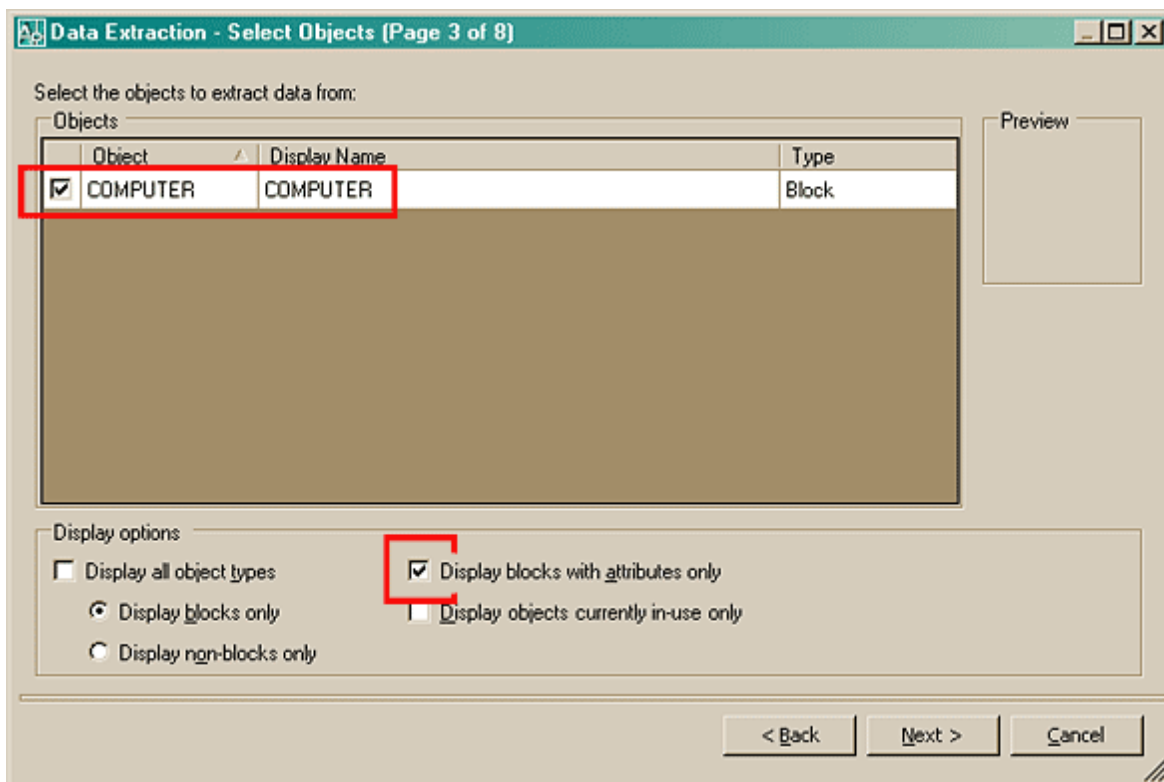 Data Extraction - Select Objects (Page 3 of 8)
Select the objects to extract data from:
Objects
Preview
Object Display Name Type
COMPUTER COMPUTER Block
Display options
Display all object types
Display blocks with attributes only
Display blocks only
Display objects currently in-use only
Display non-blocks only
< Back Next > Cancel